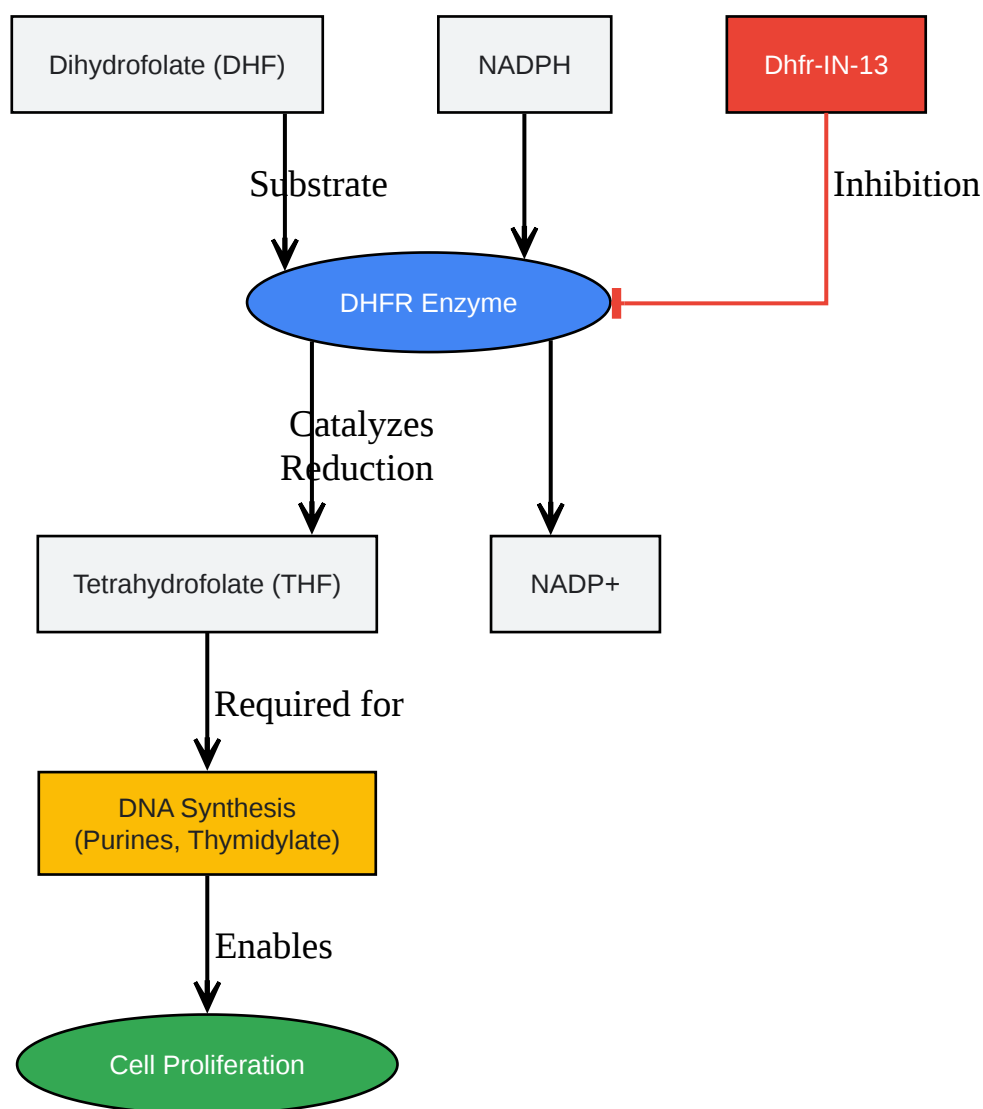 Dihydrofolate (DHF)
NADPH
Dhfr-IN-13
Substrate
Inhibition
DHFR Enzyme
Catalyzes
Reduction
Tetrahydrofolate (THF)
NADP+
Required for
DNA Synthesis
(Purines, Thymidylate)
Enables
Cell Proliferation